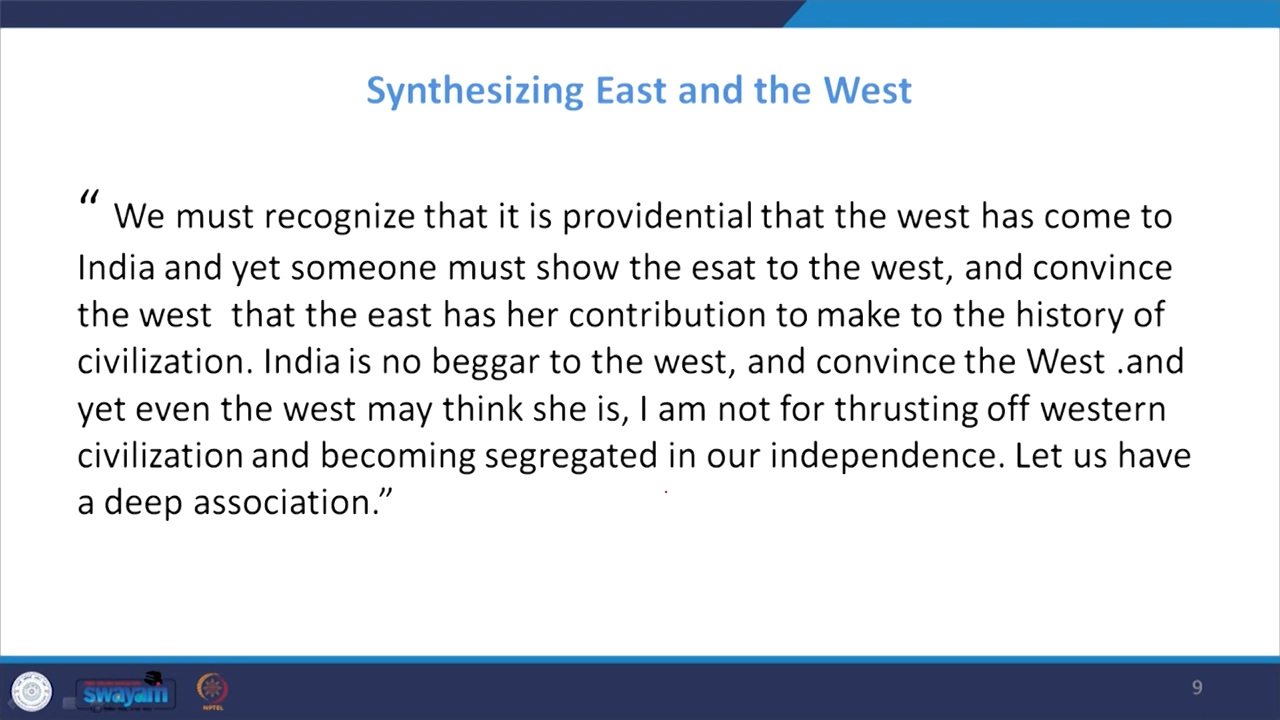 Synthesizing East and the West
“ We must recognize that it is providential that the west has come to
India and yet someone must show the esat to the west, and convince
the west  that the east has her contribution to make to the history of
civilization. India is no beggar to the west, and convince the West .and
yet even the west may think she is, I am not for thrusting off western
civilization and becoming segregated in our independence. Let us have
a deep association.”
swayam
NPTEL
9